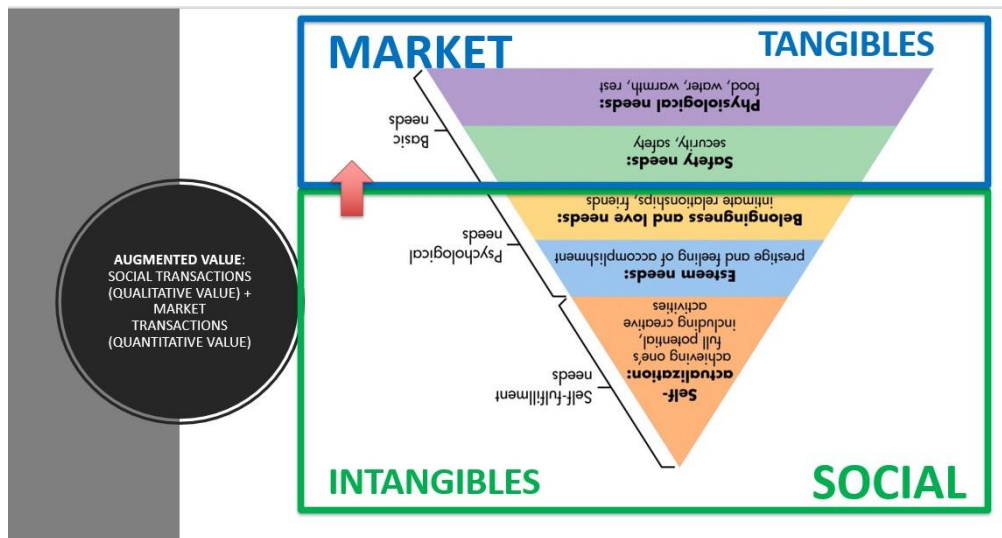 MARKET
TANGIBLES
Physiological needs:
food, water, warmth, rest
Safety needs:
security, safety
Basic
needs
Belongingness and love needs:
intimate relationships, friends
Esteem needs:
prestige and feeling of accomplishment
Psychological
needs
Self-
actualization:
achieving one's
full potential,
including creative
activities
Self-fulfillment
needs
AUGMENTED VALUE:
SOCIAL TRANSACTIONS
(QUALITATIVE VALUE) +
MARKET
TRANSACTIONS
(QUANTITATIVE VALUE)
INTANGIBLES
SOCIAL